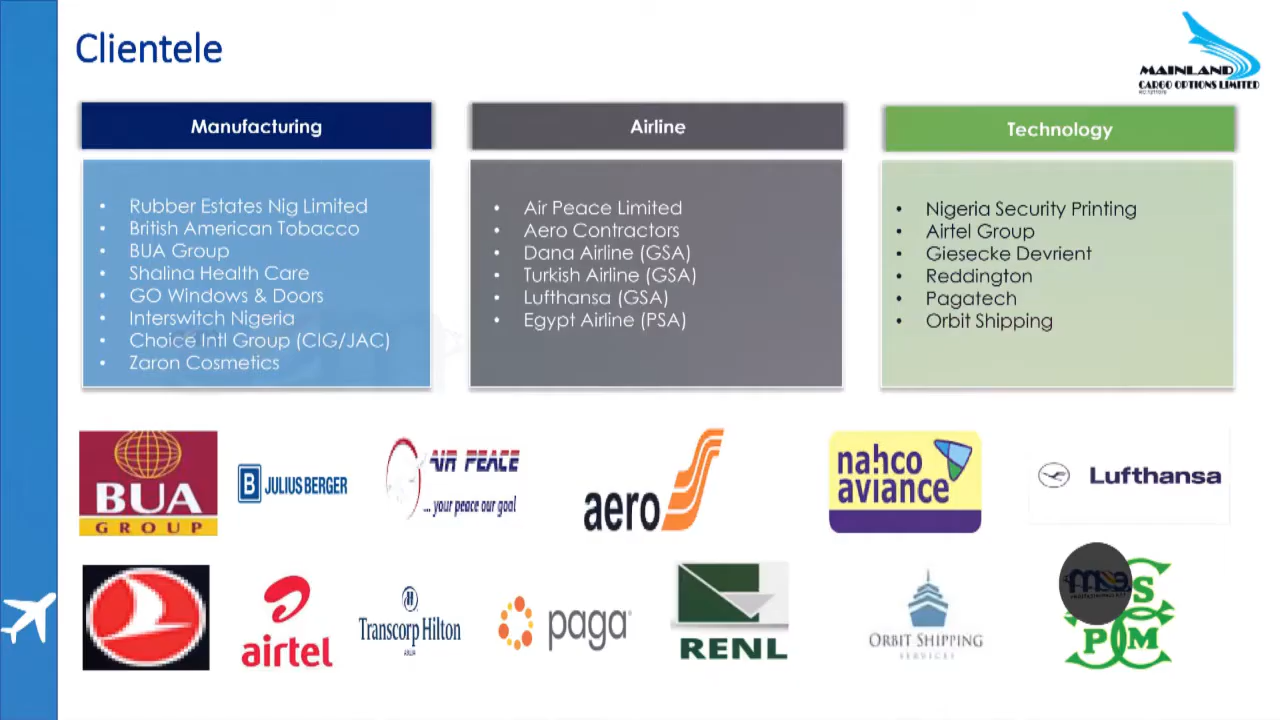 Clientele
MAINLAND
CARGO OPTIONS LIMITED
Manufacturing
• Rubber Estates Nig Limited
• British American Tobacco
• BUA Group
• Shalina Health Care
• GO Windows & Doors
• Interswitch Nigeria
• Choice Intl Group (CIG/JAC)
• Zaron Cosmetics
Airline
• Air Peace Limited
• Aero Contractors
• Dana Airline (GSA)
• Turkish Airline (GSA)
• Lufthansa (GSA)
• Egypt Airline (PSA)
Technology
• Nigeria Security Printing
• Airtel Group
• Giesecke Devrient
• Reddington
• Pagatech
• Orbit Shipping
BUA
GROUP
B JULIUS BERGER
AIR PEACE
... your peace our goal
aero
nahco
aviance
Lufthansa
airtel
Transcorp Hilton
ABUJA
paga
RENL
ORBIT SHIPPING
SERVICES
S
P M